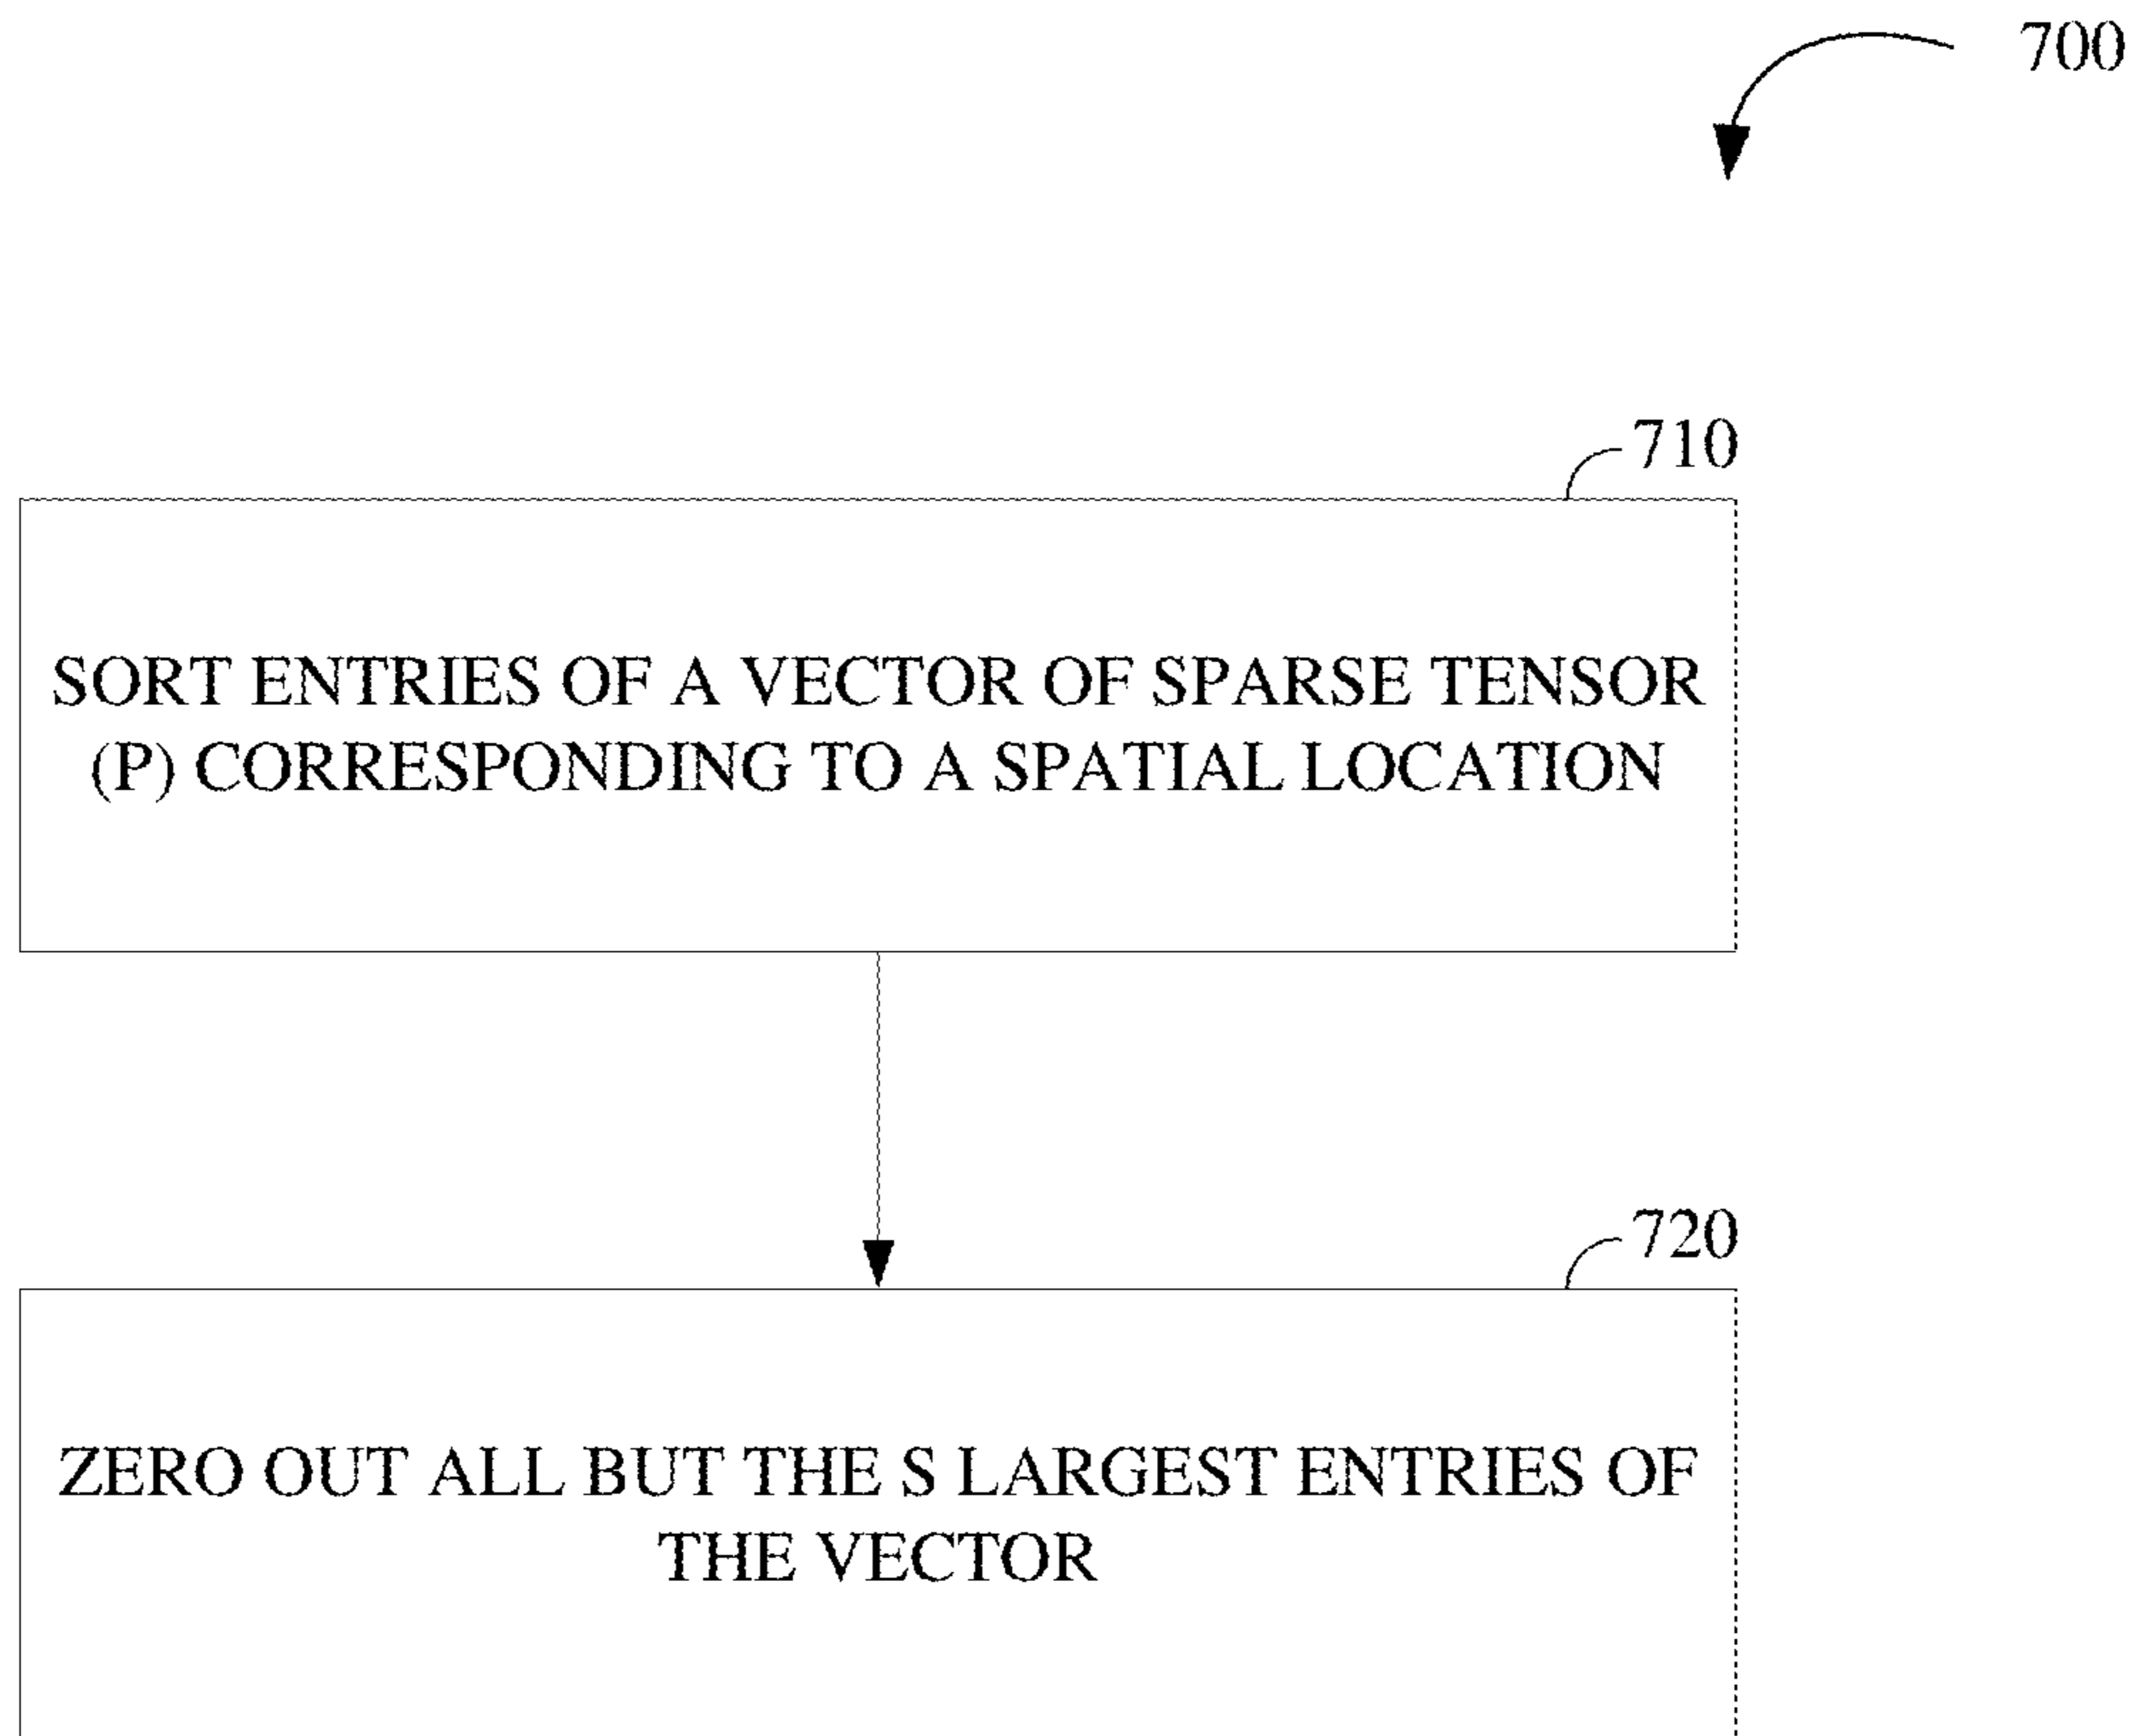 700
710
SORT ENTRIES OF A VECTOR OF SPARSE TENSOR
(P) CORRESPONDING TO A SPATIAL LOCATION
720
ZERO OUT ALL BUT THE S LARGEST ENTRIES OF
THE VECTOR